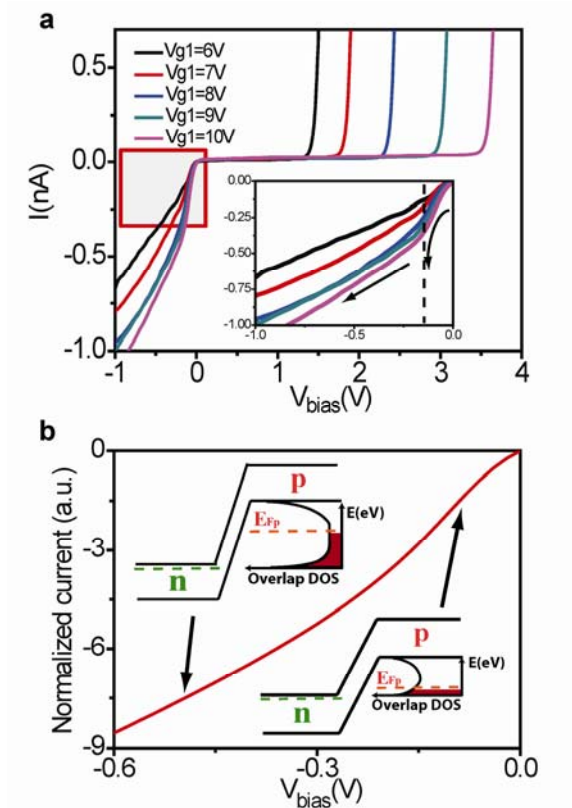 a
Vg1=6V
Vg1=7V
Vg1=8V
Vg1=9V
Vg1=10V
0.5
0.0
-0.5
-1.0
I(nA)
0.00
-0.25
-0.50
-0.75
-1.00
-1.0 -0.5 0.0
-1 0 1 2 3 4
Vbias(V)
b
0
-3
-6
-9
Normalized current (a.u.)
p
E(eV)
EFp
n
Overlap DOS
p
E(eV)
EFp
n
Overlap DOS
-0.6 -0.3 0.0
Vbias(V)